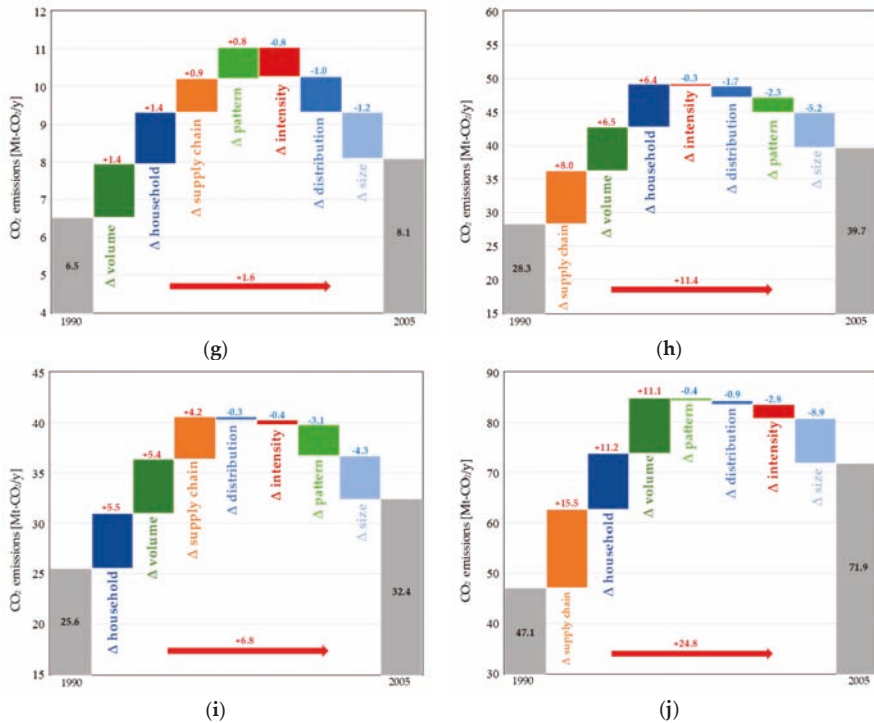 12
11
10
9
8
7
6
5
4
CO₂ emissions [Mt-CO₂/y]
6.5
+1.4
Δ volume
+1.4
Δ household
+0.9
Δ supply chain
+0.8
Δ pattern
-0.8
Δ intensity
-1.0
Δ distribution
-1.2
Δ size
8.1
+1.6
1990
2005
(g)
60
55
50
45
40
35
30
25
20
15
CO₂ emissions [Mt-CO₂/y]
28.3
+8.0
Δ supply chain
+6.5
Δ volume
+6.4
Δ household
-0.3
Δ intensity
-1.7
Δ distribution
-2.3
Δ pattern
-5.2
Δ size
39.7
+11.4
1990
2005
(h)
45
40
35
30
25
20
15
CO₂ emissions [Mt-CO₂/y]
25.6
+5.5
Δ household
+5.4
Δ volume
+4.2
Δ supply chain
-0.3
Δ distribution
-0.4
Δ intensity
-3.1
Δ pattern
-4.3
Δ size
32.4
+6.8
1990
2005
(i)
90
80
70
60
50
40
30
CO₂ emissions [Mt-CO₂/y]
47.1
+15.5
Δ supply chain
+11.2
Δ household
+11.1
Δ volume
-0.4
Δ pattern
-0.9
Δ distribution
-2.8
Δ intensity
-8.9
Δ size
71.9
+24.8
1990
2005
(j)